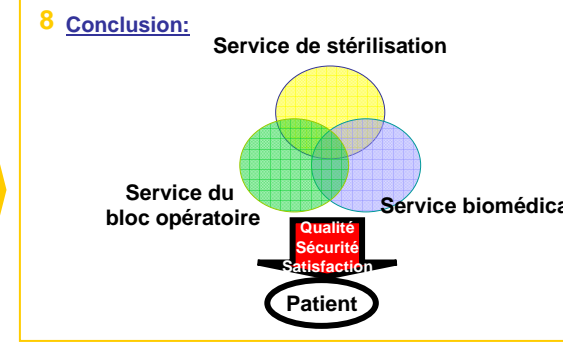 8 Conclusion:
Service de stérilisation
Service du
bloc opératoire
Service biomédica
Qualité
Sécurité
Satisfaction
Patient